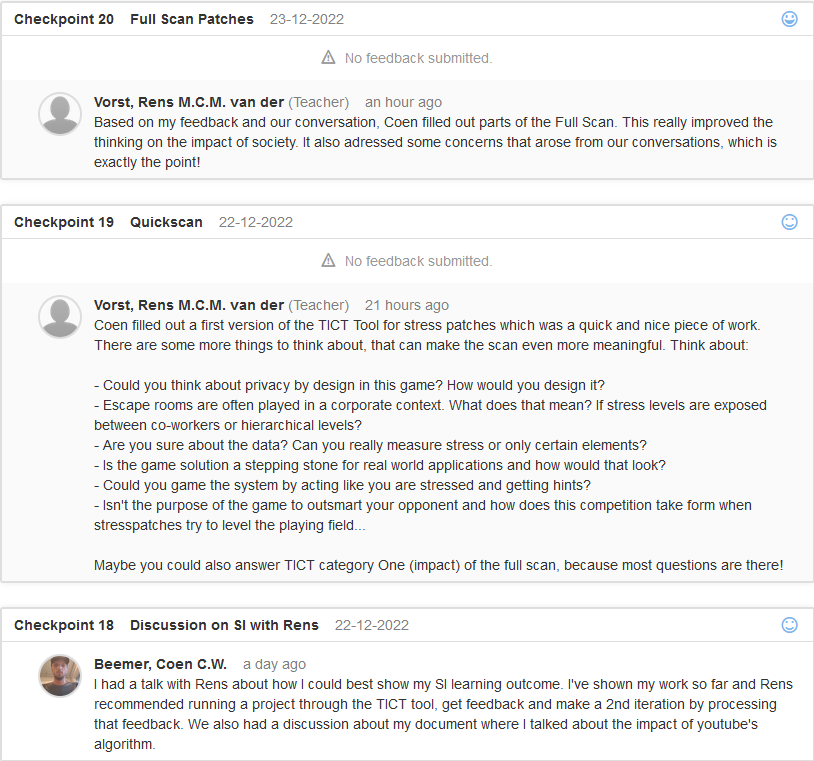 Checkpoint 20 Full Scan Patches 23-12-2022
No feedback submitted.
Vorst, Rens M.C.M. van der (Teacher) an hour ago
Based on my feedback and our conversation, Coen filled out parts of the Full Scan. This really improved the
thinking on the impact of society. It also adressed some concerns that arose from our conversations, which is
exactly the point!
Checkpoint 19 Quickscan 22-12-2022
No feedback submitted.
Vorst, Rens M.C.M. van der (Teacher) 21 hours ago
Coen filled out a first version of the TICT Tool for stress patches which was a quick and nice piece of work.
There are some more things to think about, that can make the scan even more meaningful. Think about:
- Could you think about privacy by design in this game? How would you design it?
- Escape rooms are often played in a corporate context. What does that mean? If stress levels are exposed
between co-workers or hierarchical levels?
- Are you sure about the data? Can you really measure stress or only certain elements?
- Is the game solution a stepping stone for real world applications and how would that look?
- Could you game the system by acting like you are stressed and getting hints?
- Isn't the purpose of the game to outsmart your opponent and how does this competition take form when
stresspatches try to level the playing field...
Maybe you could also answer TICT category One (impact) of the full scan, because most questions are there!
Checkpoint 18 Discussion on SI with Rens 22-12-2022
Beemer, Coen C.W. a day ago
I had a talk with Rens about how I could best show my SI learning outcome. I've shown my work so far and Rens
recommended running a project through the TICT tool, get feedback and make a 2nd iteration by processing
that feedback. We also had a discussion about my document where I talked about the impact of youtube's
algorithm.